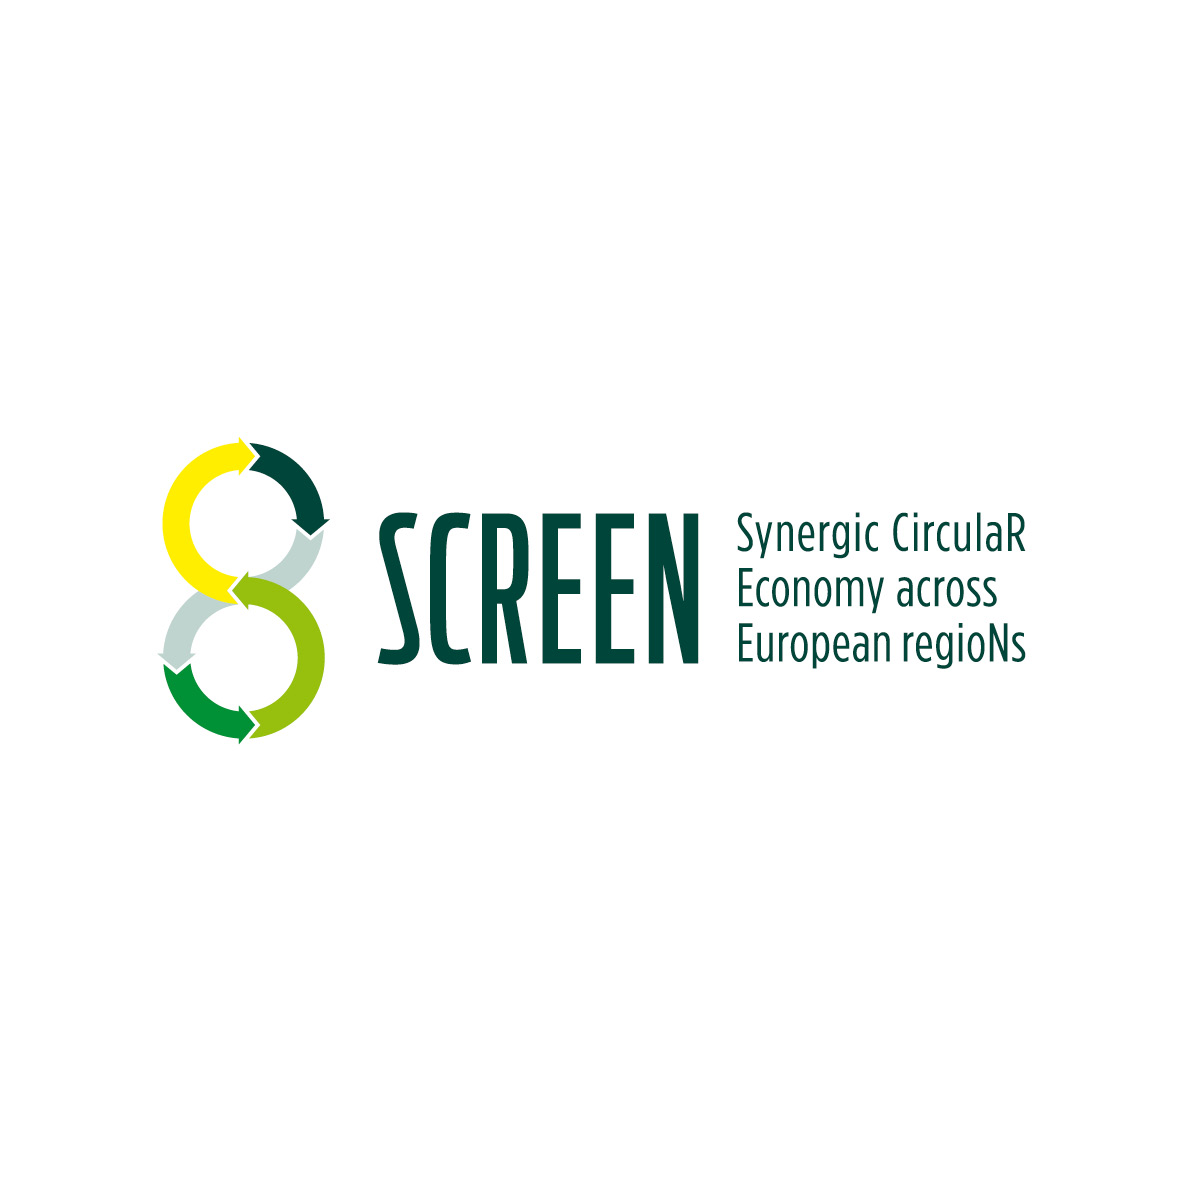 SCREEN
Synergic CirculaR
Economy across
European regioNs